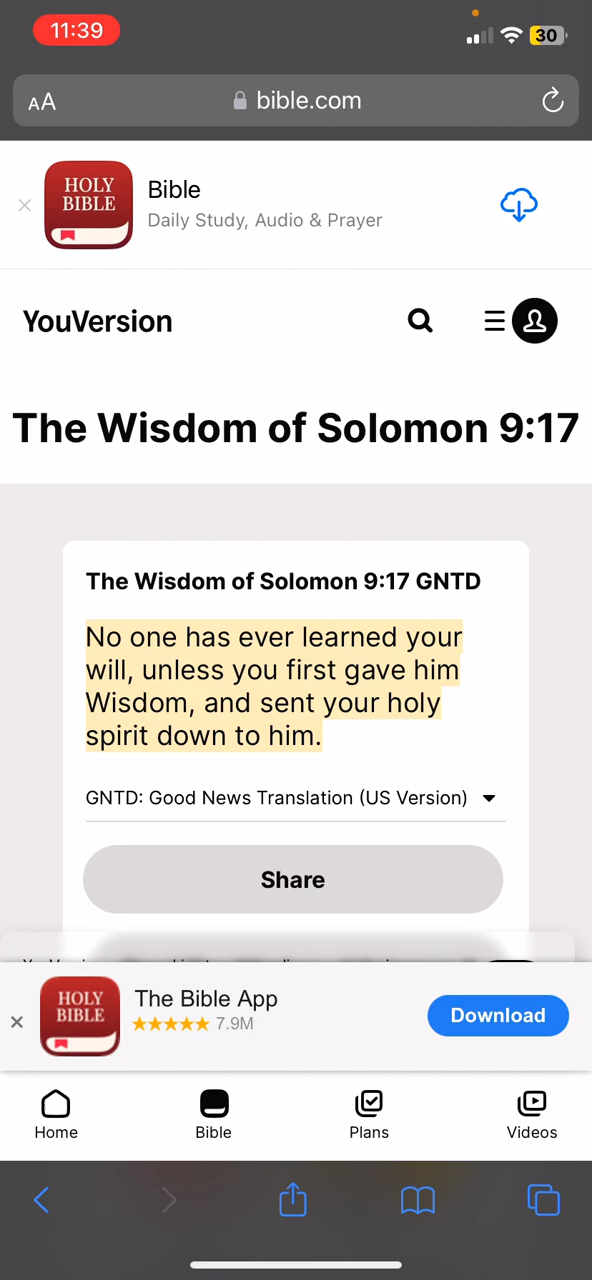 11:39
30
AA bible.com
HOLY
BIBLE
Bible
Daily Study, Audio & Prayer
YouVersion
The Wisdom of Solomon 9:17
The Wisdom of Solomon 9:17 GNTD
No one has ever learned your
will, unless you first gave him
Wisdom, and sent your holy
spirit down to him.
GNTD: Good News Translation (US Version)
Share
HOLY
BIBLE
The Bible App
7.9M
Download
Home Bible Plans Videos